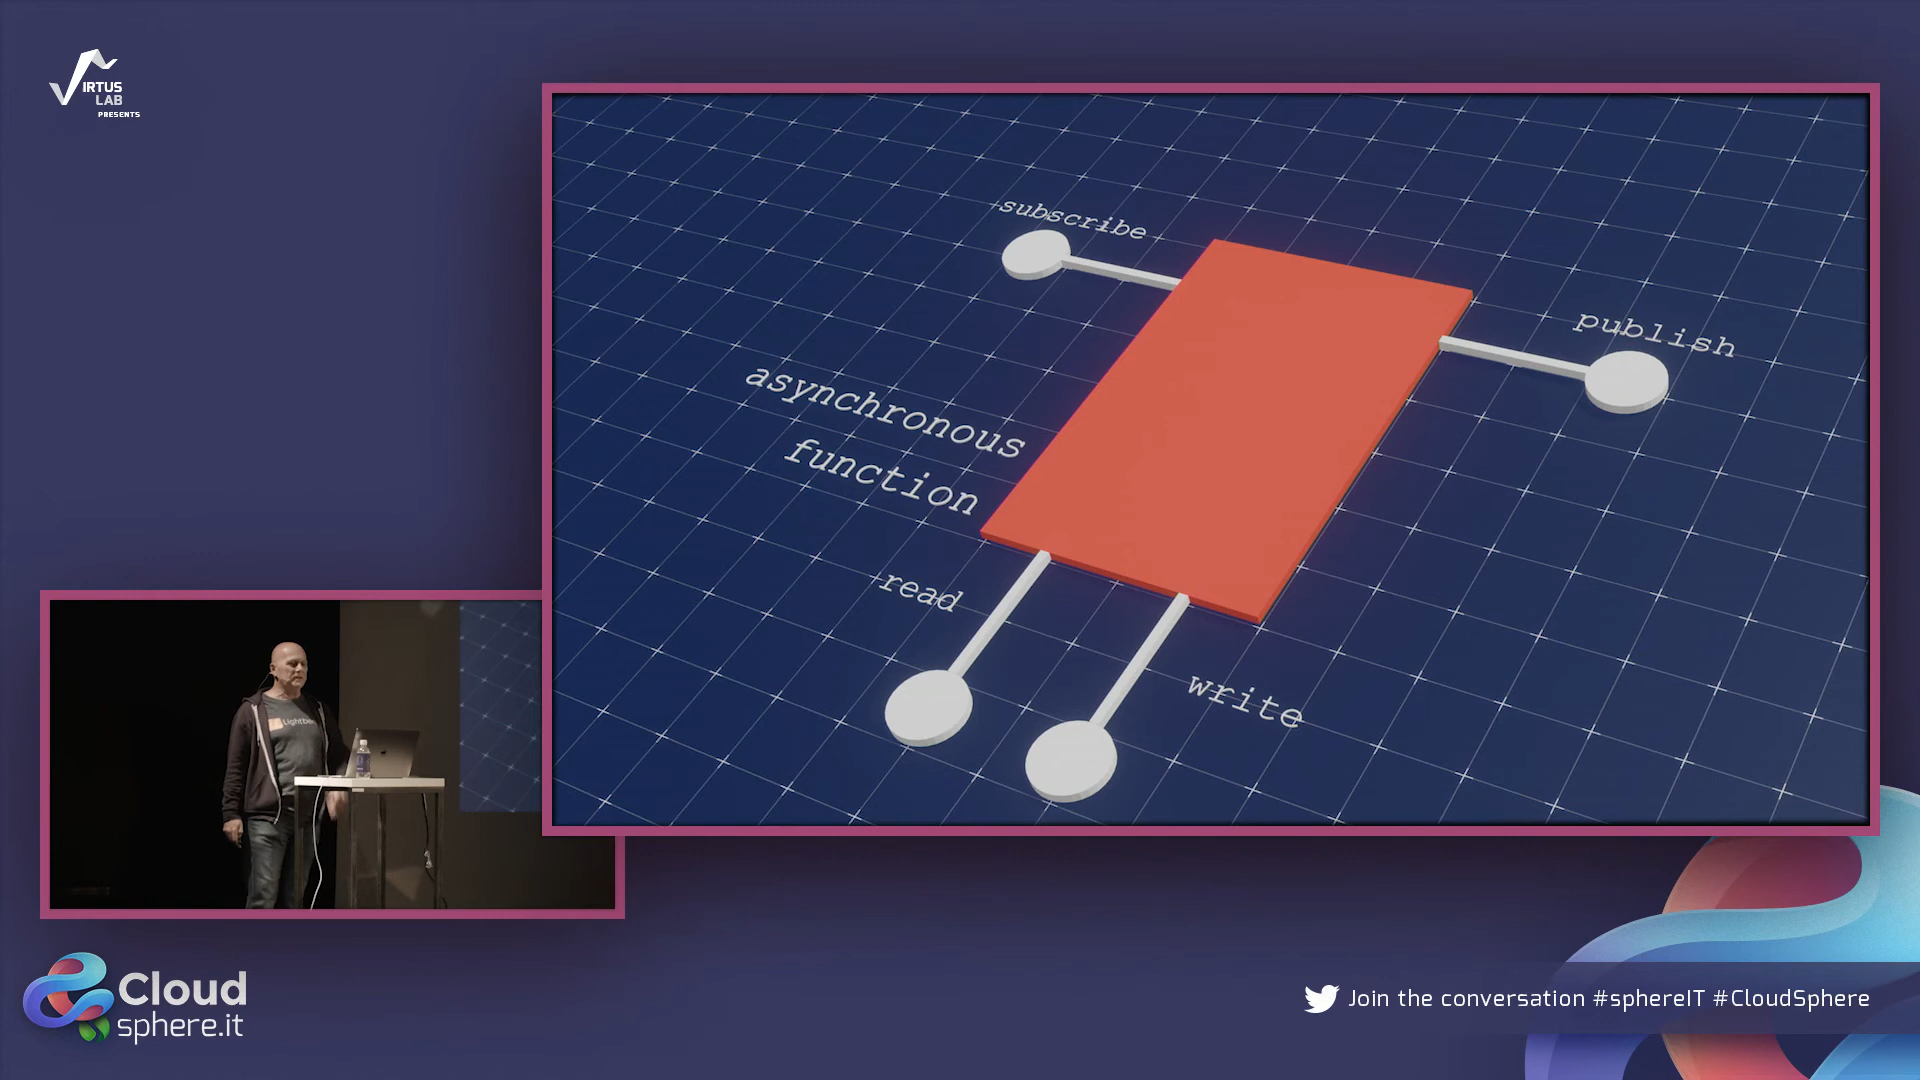 IRTUS
LAB
PRESENTS
subscribe
publish
asynchronous
function
read
write
Cloud
sphere.it
Join the conversation #sphereIT #CloudSphere